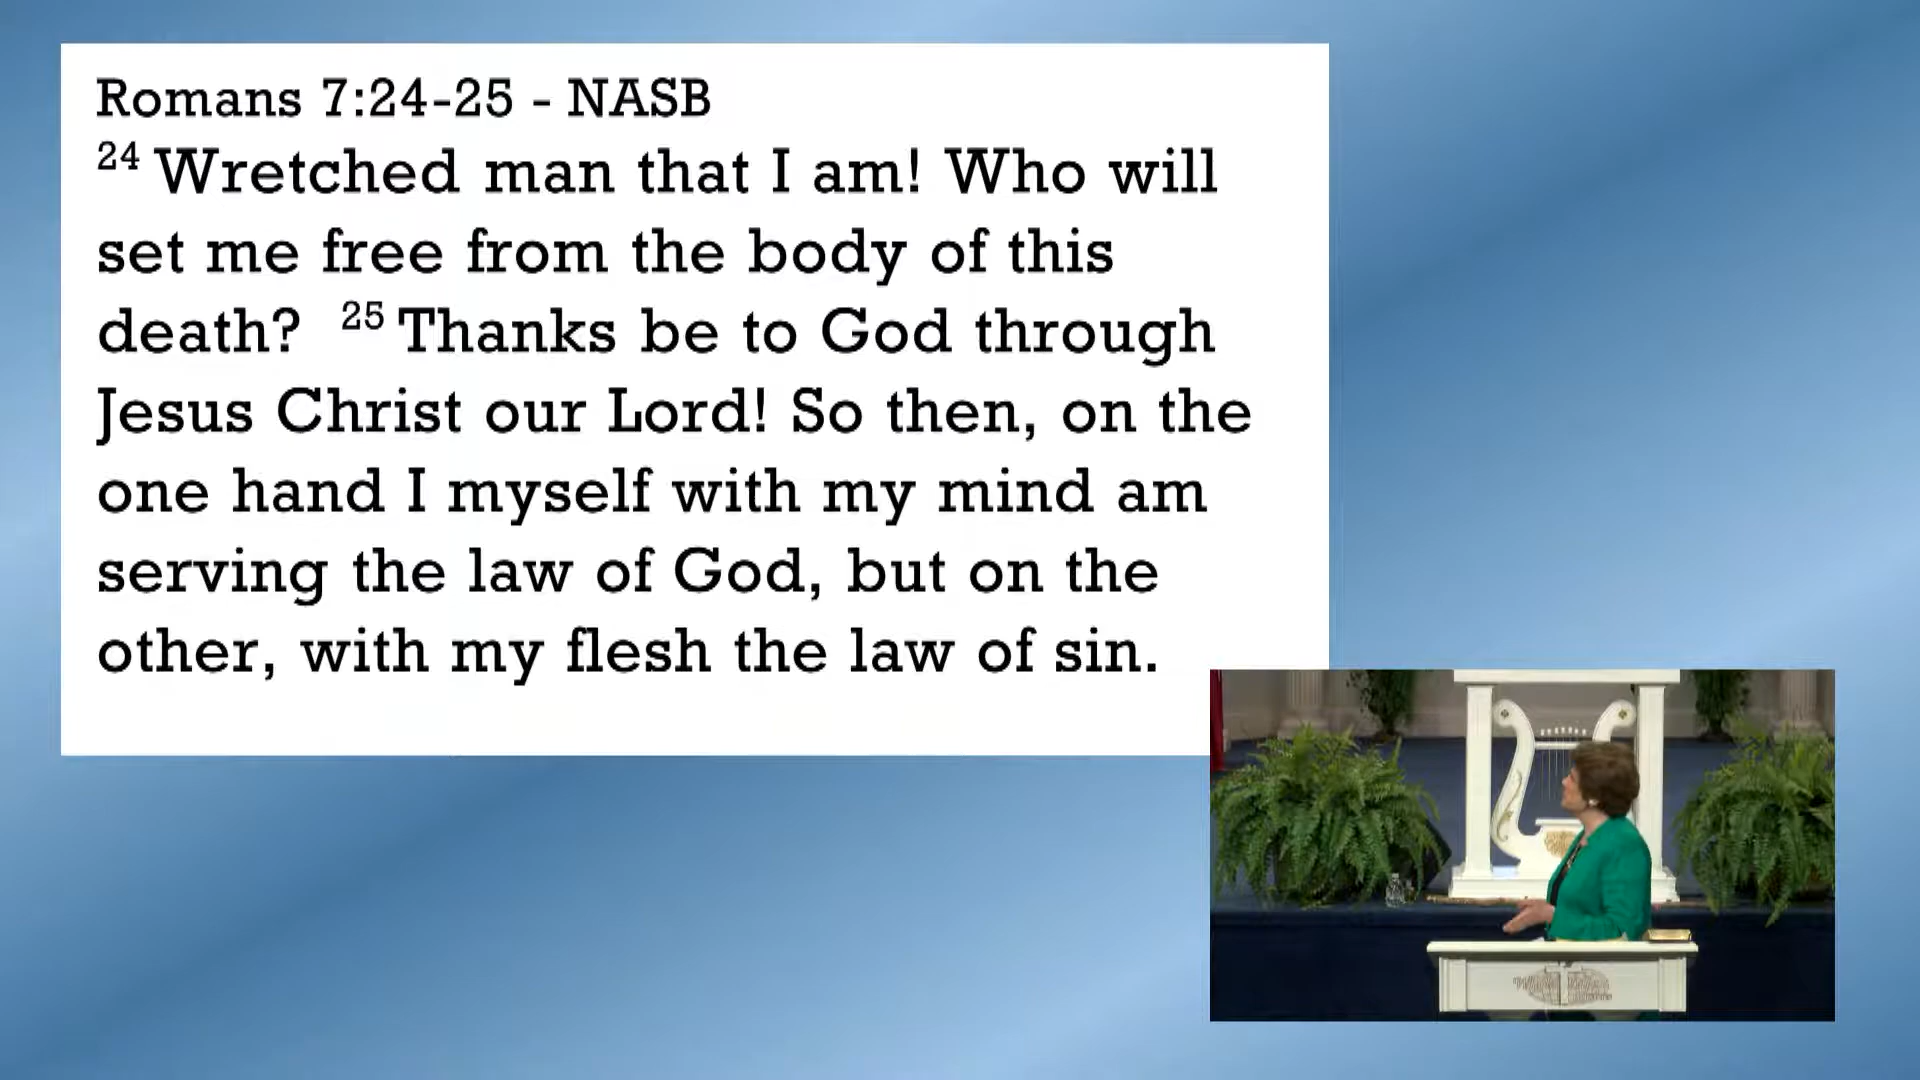 Romans 7:24-25 - NASB
24 Wretched man that I am! Who will
set me free from the body of this
death? 25 Thanks be to God through
Jesus Christ our Lord! So then, on the
one hand I myself with my mind am
serving the law of God, but on the
other, with my flesh the law of sin.